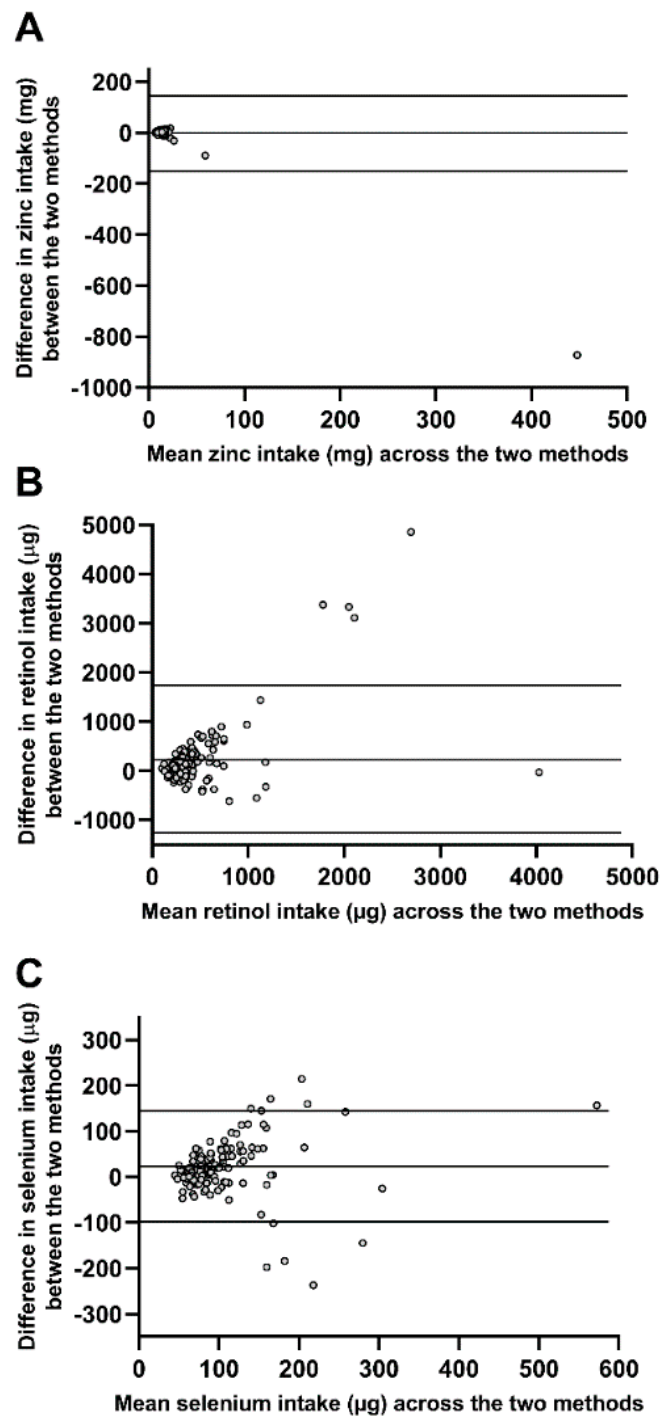 A
Difference in zinc intake (mg)
between the two methods
200
0
-200
-400
-600
-800
-1000
0 100 200 300 400 500
Mean zinc intake (mg) across the two methods
B
Difference in retinol intake (µg)
between the two methods
5000
4000
3000
2000
1000
0
-1000
0 1000 2000 3000 4000 5000
Mean retinol intake (µg) across the two methods
C
Difference in selenium intake (µg)
between the two methods
300
200
100
0
-100
-200
-300
0 100 200 300 400 500 600
Mean selenium intake (µg) across the two methods